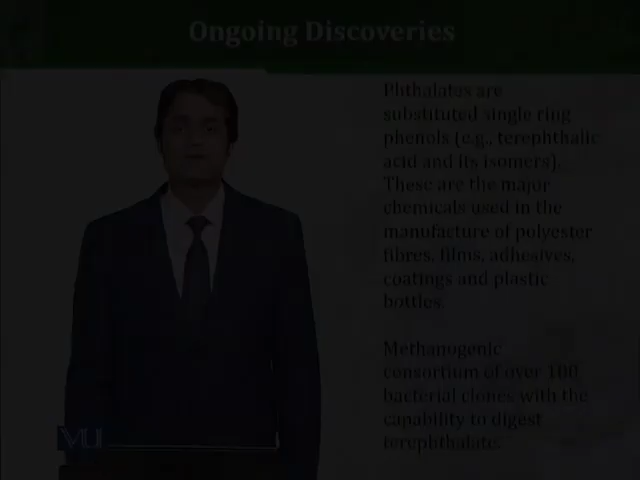 Ongoing Discoveries
Phthalates are
substituted single ring
phenols (e.g., terephthalic
acid and its isomers).
These are the major
chemicals used in the
manufacture of polyester
fibres, films, adhesives,
coatings and plastic
bottles.
Methanogenic
consortium of over 100
bacterial clones with the
capability to digest
terephthalate.
VU